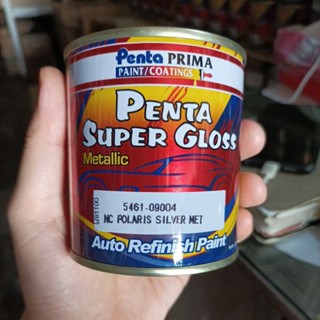 Penta PRIMA
PAINT/COATINGS
PENTA
SUPER GLOSS
Metallic
5461-09004
NC POLARIS SILVER MET
Auto Refinish Paint